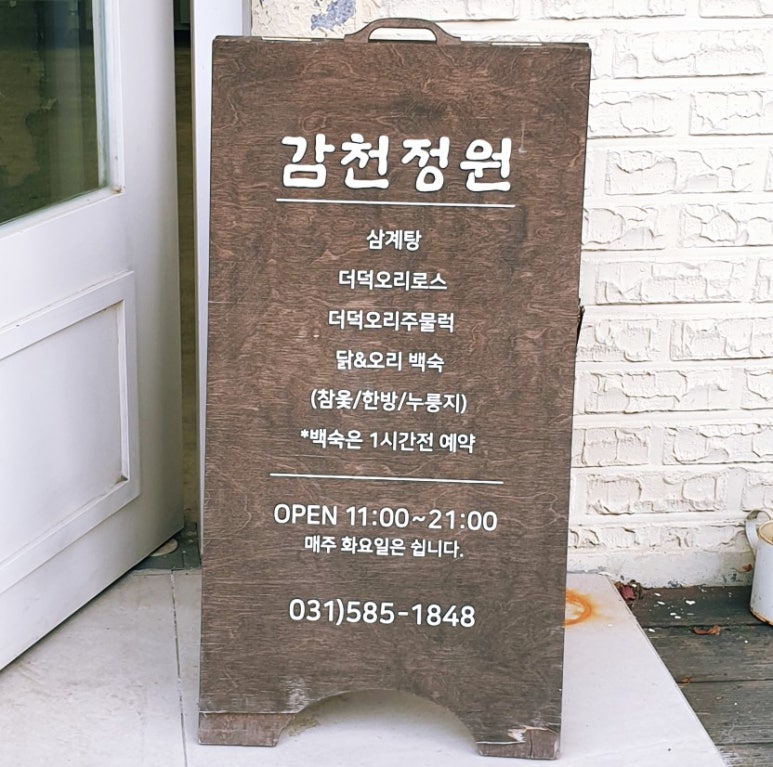 감천정원
삼계탕
더덕오리로스
더덕오리주물럭
닭&오리 백숙
(참옻/한방/누룽지)
*백숙은 1시간전 예약
OPEN 11:00~21:00
매주 화요일은 쉽니다.
031)585-1848